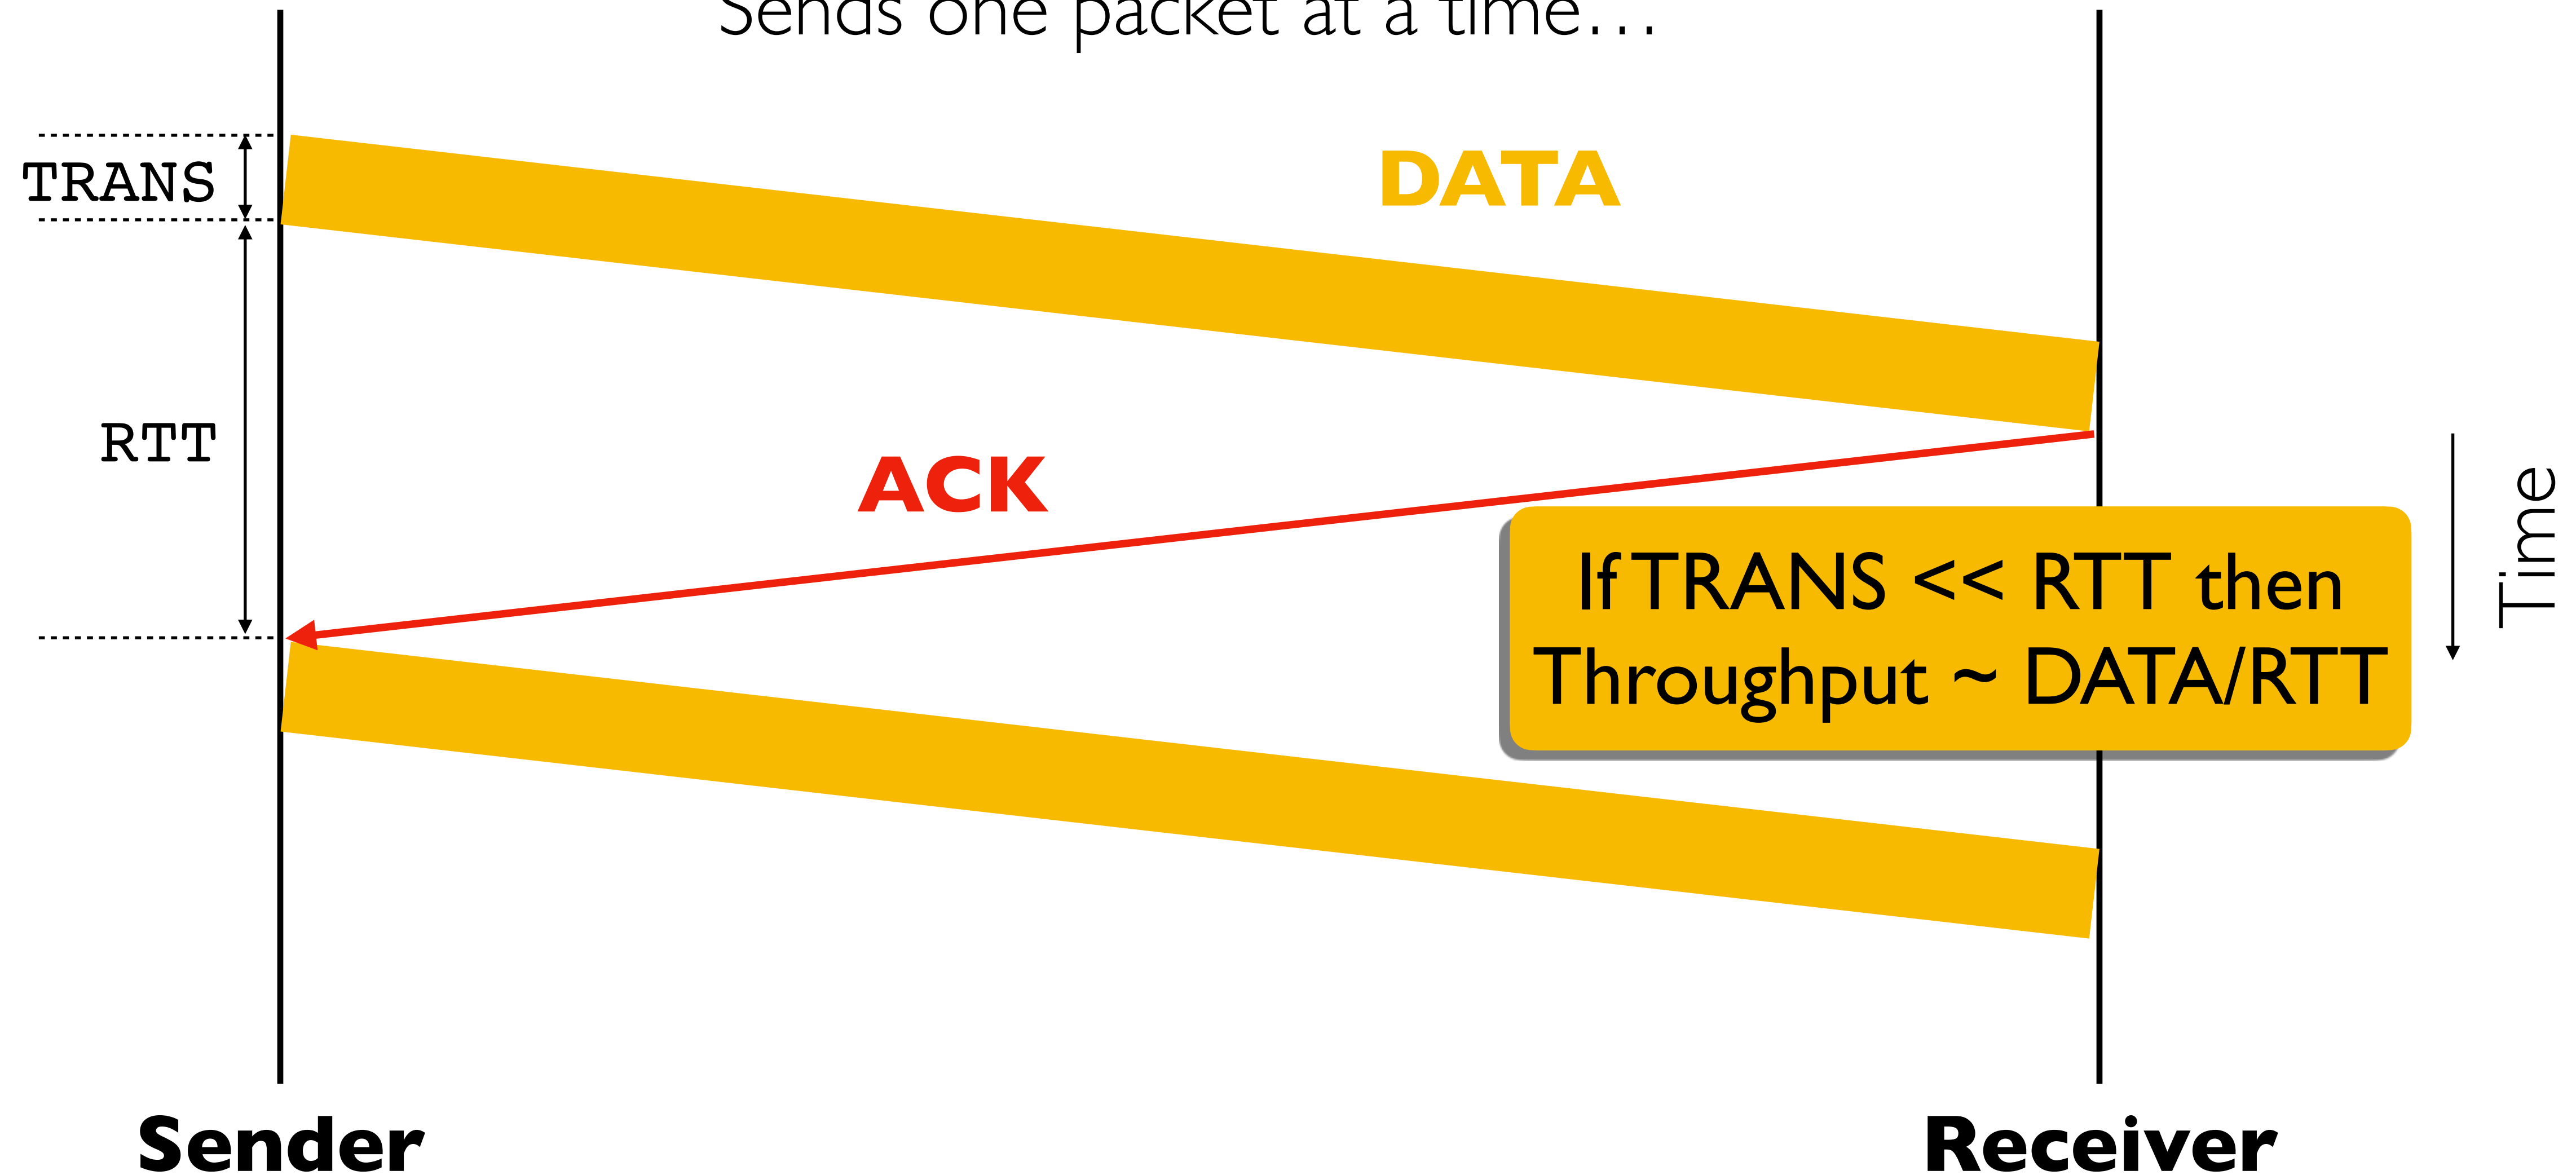 Sends one packet at a time…
TRANS
DATA
RTT
ACK
If TRANS << RTT then
Throughput ~ DATA/RTT
Time
Sender
Receiver